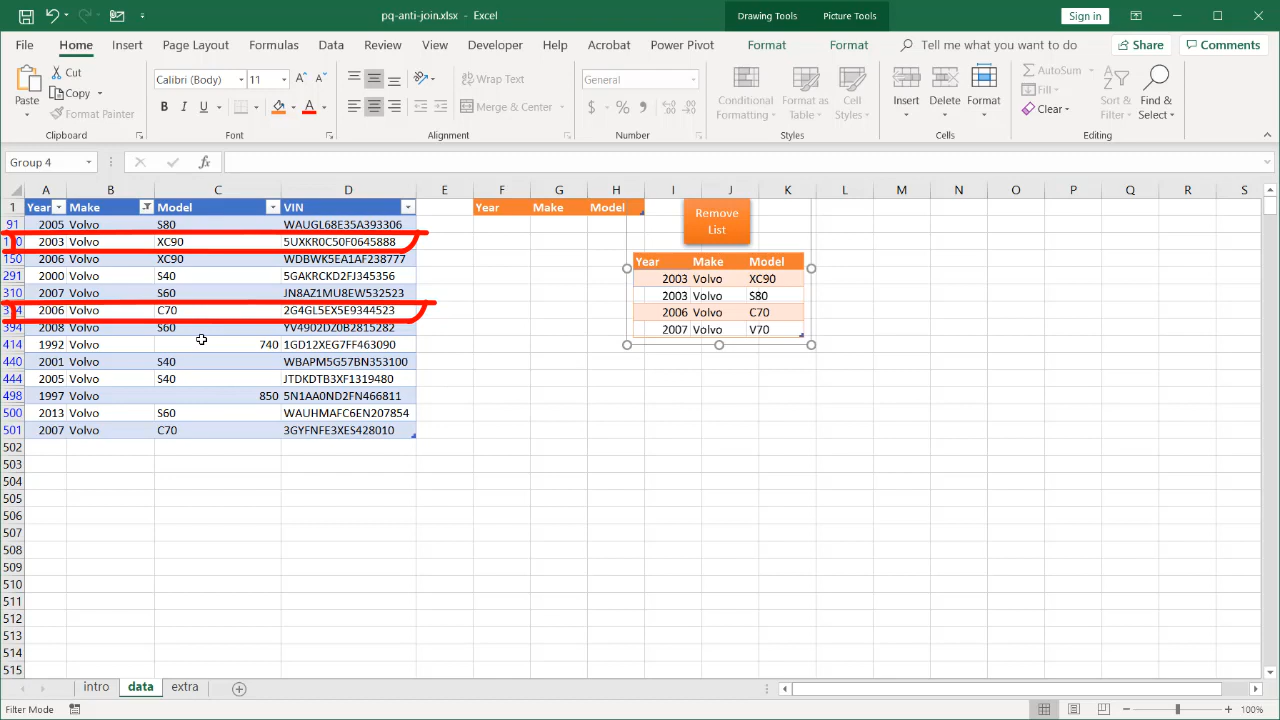 pq-anti-join.xlsx - Excel
Drawing Tools
Picture Tools
Sign in
File
Home
Insert
Page Layout
Formulas
Data
Review
View
Developer
Help
Acrobat
Power Pivot
Format
Format
Tell me what you want to do
Share
Comments
Paste
Cut
Copy
Format Painter
Clipboard
Calibri (Body)
11
B I U
Font
Wrap Text
Merge & Center
Alignment
General
$ % ,
Number
Conditional Formatting
Format as Table
Cell Styles
Styles
Insert
Delete
Format
Cells
AutoSum
Fill
Clear
Sort & Filter
Find & Select
Editing
Group 4
fx
A B C D E F G H I J K L M N O P Q R S
1 Year Make Model VIN
91 2005 Volvo S80 WAUGL68E35A393306
2003 Volvo XC90 5UXKR0C50F0645888
150 2006 Volvo XC90 WDBWK5EA1AF238777
291 2000 Volvo S40 5GAKRCKD2FJ345356
310 2007 Volvo S60 JN8AZ1MU8EW532523
2006 Volvo C70 2G4GL5EX5E9344523
394 2008 Volvo S60 YV4902DZ0B2815282
414 1992 Volvo 740 1GD12XEG7FF463090
440 2001 Volvo S40 WBAPM5G57BN353100
444 2005 Volvo S40 JTDKDTB3XF1319480
498 1997 Volvo 850 5N1AA0ND2FN466811
500 2013 Volvo S60 WAUHMAFC6EN207854
501 2007 Volvo C70 3GYFNFE3XES428010
502
503
504
505
506
507
508
509
510
511
512
513
514
515
Year Make Model
Remove
List
Year Make Model
2003 Volvo XC90
2003 Volvo S80
2006 Volvo C70
2007 Volvo V70
intro
data
extra
Filter Mode
100%